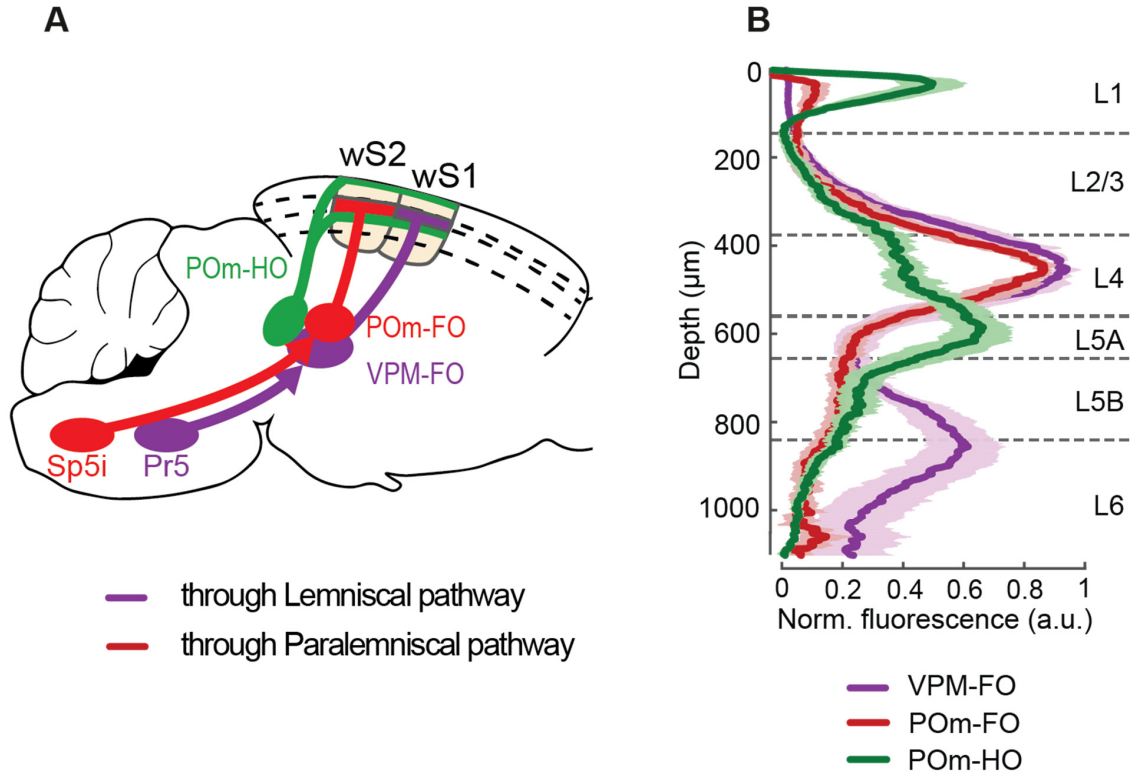 A
wS2
wS1
POm-HO
POm-FO
VPM-FO
Sp5i
Pr5
through Lemniscal pathway
through Paralemniscal pathway
B
0
200
400
600
800
1000
Depth (µm)
L1
L2/3
L4
L5A
L5B
L6
0 0.2 0.4 0.6 0.8 1
Norm. fluorescence (a.u.)
VPM-FO
POm-FO
POm-HO